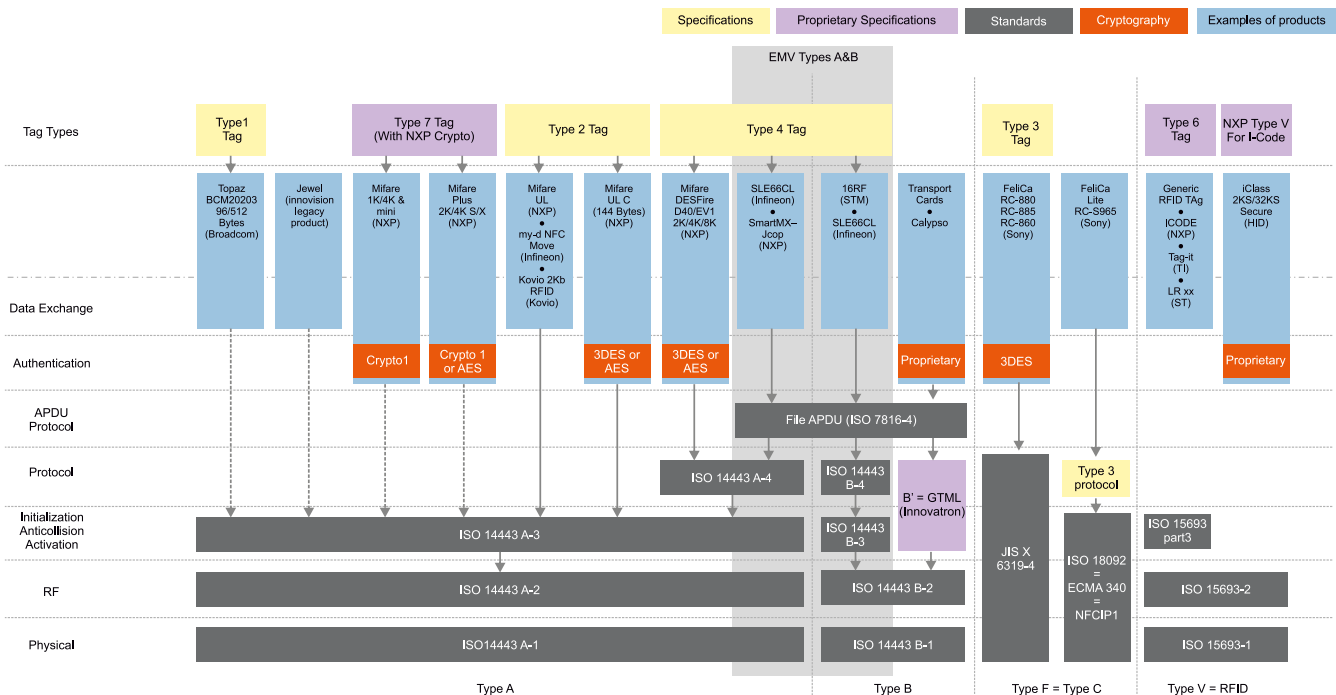 Specifications
Proprietary Specifications
Standards
Cryptography
Examples of products
EMV Types A&B
Tag Types
Type1
Tag
Type 7 Tag
(With NXP Crypto)
Type 2 Tag
Type 4 Tag
Type 3
Tag
Type 6
Tag
NXP Type V
For I-Code
Topaz
BCM20203
96/512
Bytes
(Broadcom)
Jewel
(innovision
legacy
product)
Mifare
1K/4K &
mini
(NXP)
Mifare
Plus
2K/4K S/X
(NXP)
Mifare
UL
(NXP)
•
my-d NFC
Move
(Infineon)
•
Kovio 2Kb
RFID
(Kovio)
Mifare
UL C
(144 Bytes)
(NXP)
Mifare
DESFire
D40/EV1
2K/4K/8K
(NXP)
SLE66CL
(Infineon)
•
SmartMX–
Jcop
(NXP)
16RF
(STM)
•
SLE66CL
(Infineon)
Transport
Cards
•
Calypso
FeliCa
RC-880
RC-885
RC-860
(Sony)
FeliCa
Lite
RC-S965
(Sony)
Generic
RFID TAg
•
ICODE
(NXP)
•
Tag-it
(TI)
•
LR xx
(ST)
iClass
2KS/32KS
Secure
(HID)
Data Exchange
Authentication
Crypto1
Crypto 1
or AES
3DES or
AES
3DES or
AES
Proprietary
3DES
Proprietary
APDU
Protocol
File APDU (ISO 7816-4)
Protocol
ISO 14443 A-4
ISO 14443
B-4
B’ = GTML
(Innovatron)
Type 3
protocol
Initialization
Anticollision
Activation
ISO 14443 A-3
ISO 14443
B-3
JIS X
6319-4
ISO 18092
=
ECMA 340
=
NFCIP1
ISO 15693
part3
RF
ISO 14443 A-2
ISO 14443 B-2
ISO 15693-2
Physical
ISO14443 A-1
ISO 14443 B-1
ISO 15693-1
Type A
Type B
Type F = Type C
Type V = RFID